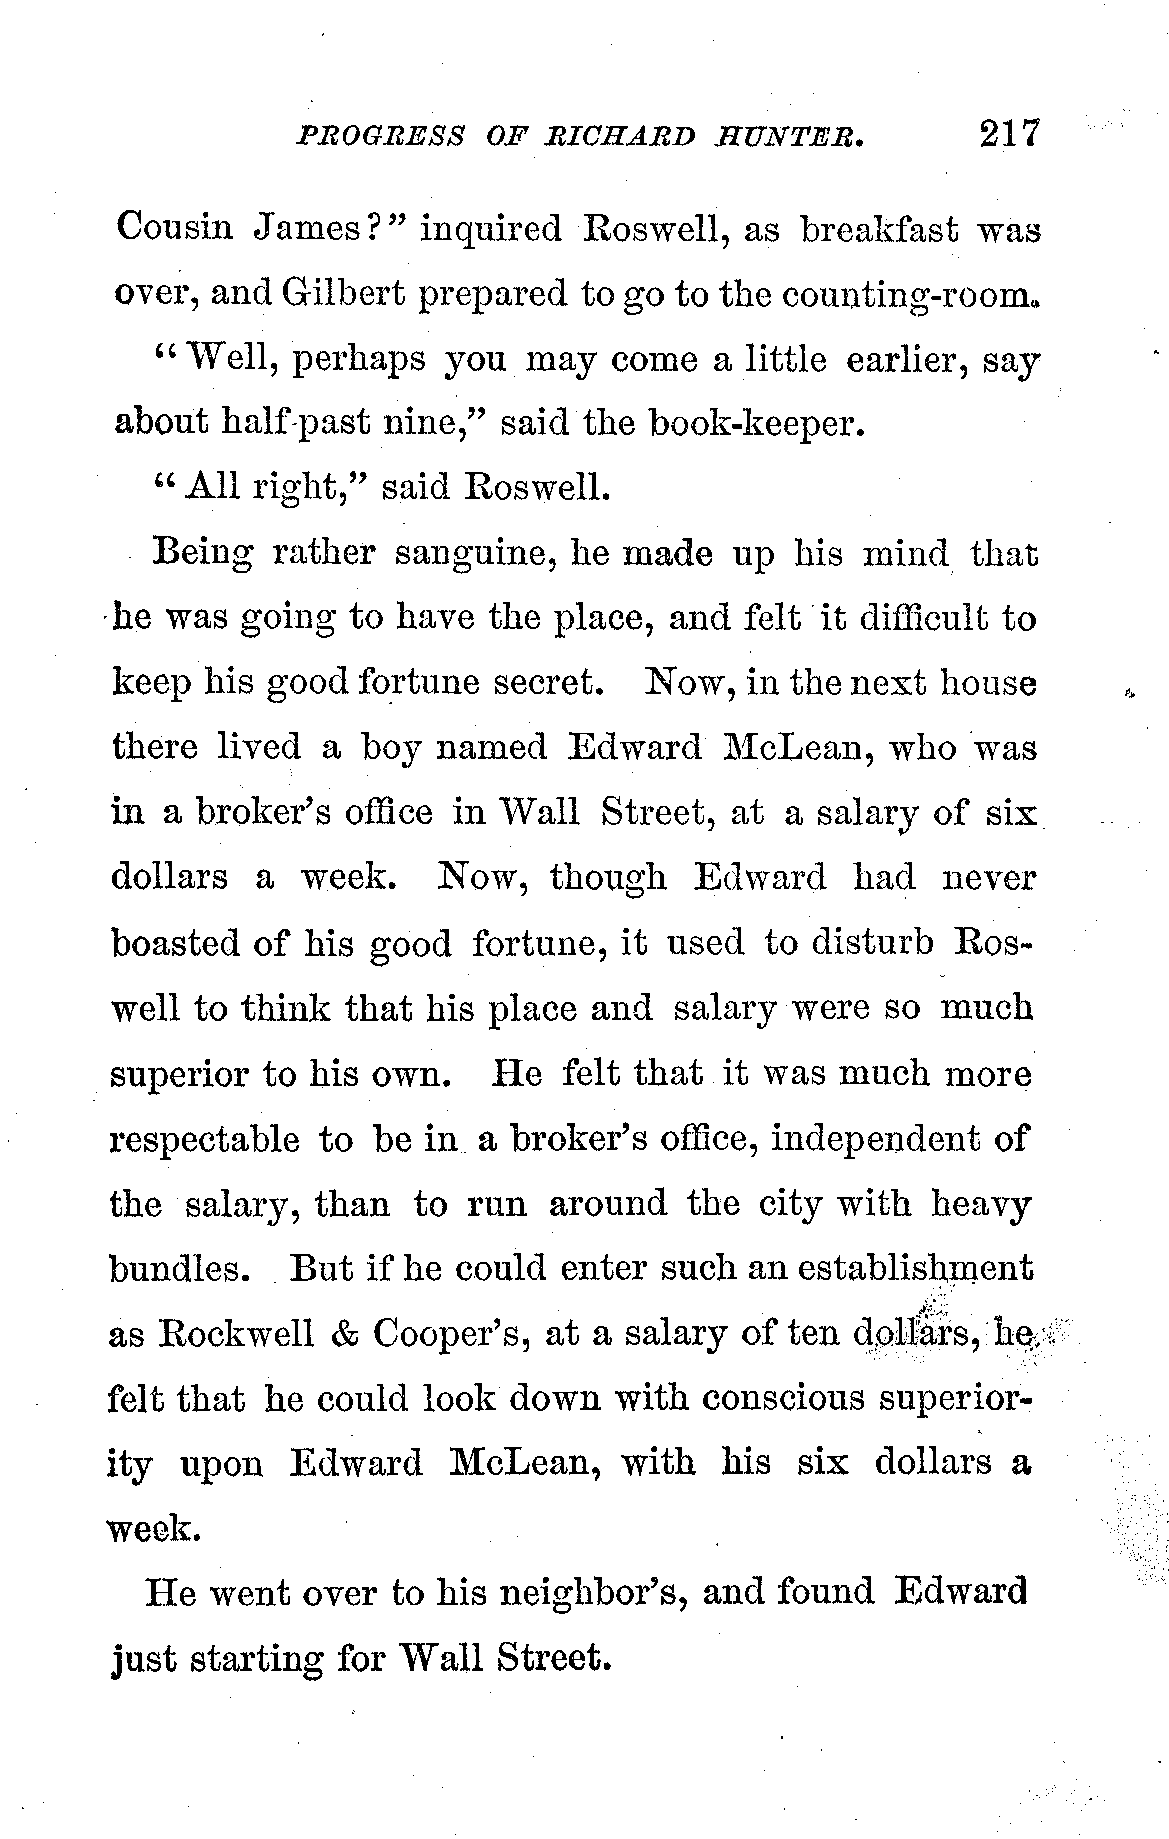 PROGRESS OF RICHARD HUNTER. 217
Cousin James?" inquired Roswell, as breakfast was
over, and Gilbert prepared to go to the counting-room.
"Well, perhaps you may come a little earlier, say
about half-past nine," said the book-keeper.
"All right," said Roswell.
Being rather sanguine, he made up his mind that
he was going to have the place, and felt it difficult to
keep his good fortune secret. Now, in the next house
there lived a boy named Edward McLean, who was
in a broker's office in Wall Street, at a salary of six
dollars a week. Now, though Edward had never
boasted of his good fortune, it used to disturb Ros-
well to think that his place and salary were so much
superior to his own. He felt that it was much more
respectable to be in a broker's office, independent of
the salary, than to run around the city with heavy
bundles. But if he could enter such an establishment
as Rockwell & Cooper's, at a salary of ten dollars, he
felt that he could look down with conscious superior-
ity upon Edward McLean, with his six dollars a
week.
He went over to his neighbor's, and found Edward
just starting for Wall Street.